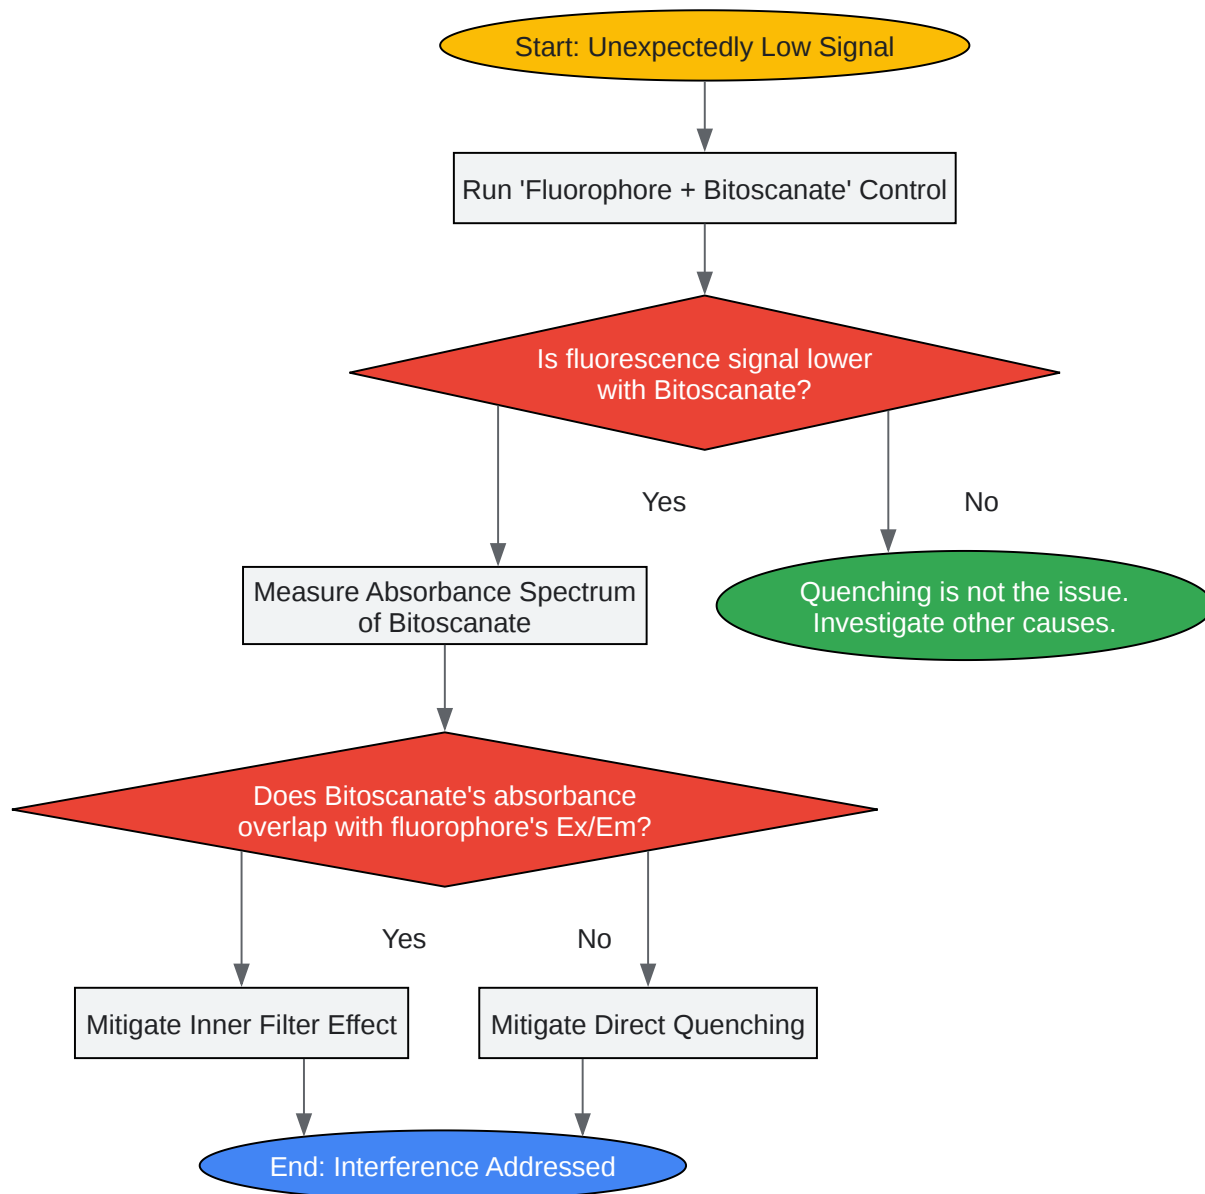 Start: Unexpectedly Low Signal
Run 'Fluorophore + Bitoscanate' Control
Is fluorescence signal lower
with Bitoscanate?
Yes
No
Measure Absorbance Spectrum
of Bitoscanate
Quenching is not the issue.
Investigate other causes.
Does Bitoscanate's absorbance
overlap with fluorophore's Ex/Em?
Yes
No
Mitigate Inner Filter Effect
Mitigate Direct Quenching
End: Interference Addressed